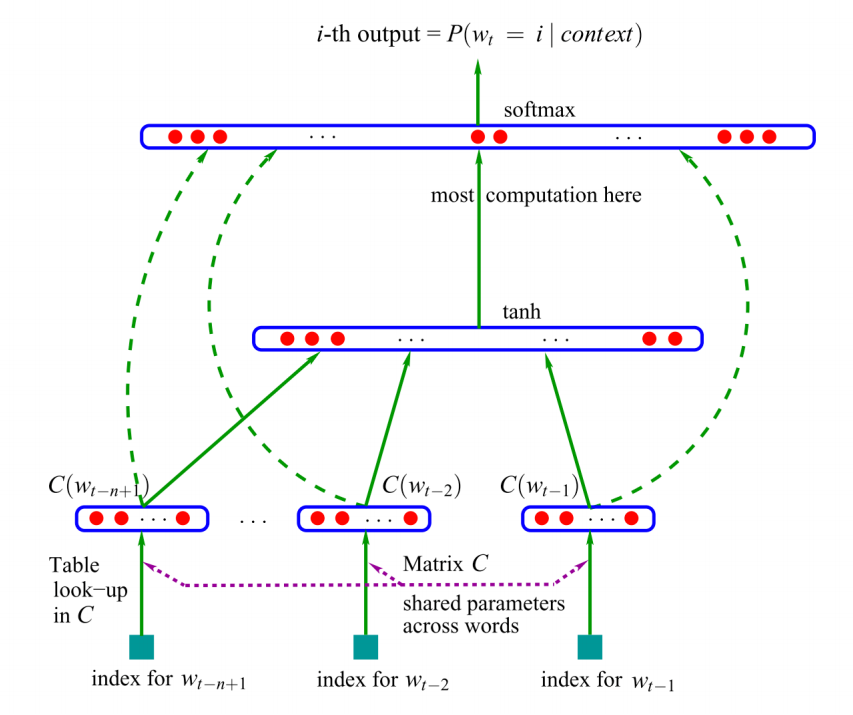 i-th output = P(w_t = i | context)
softmax
. . .
. . .
most computation here
tanh
. . .
. . .
C(w_{t−n+1})
C(w_{t−2})
C(w_{t−1})
. . .
. . .
. . .
. . .
Table
look−up
in C
Matrix C
shared parameters
across words
index for w_{t−n+1}
index for w_{t−2}
index for w_{t−1}